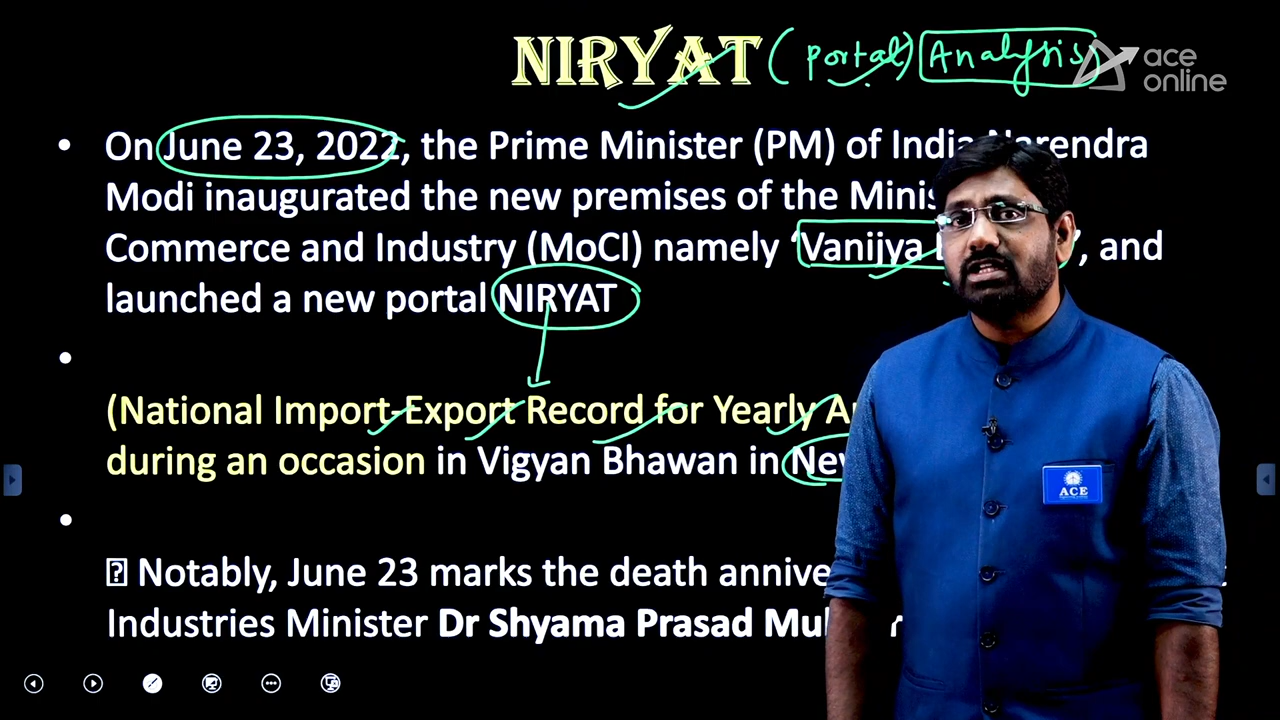 NIRYAT (Portal) Analysis
ace
online
• On June 23, 2022, the Prime Minister (PM) of India Narendra
Modi inaugurated the new premises of the
Commerce and Industry (MoCI) namely ‘Vanijya ’, and
launched a new portal NIRYAT
•
(National Import-Export Record for Yearly
during an occasion in Vigyan Bhawan in
•
Notably, June 23 marks the death
Industries Minister Dr Shyama Prasad
ACE